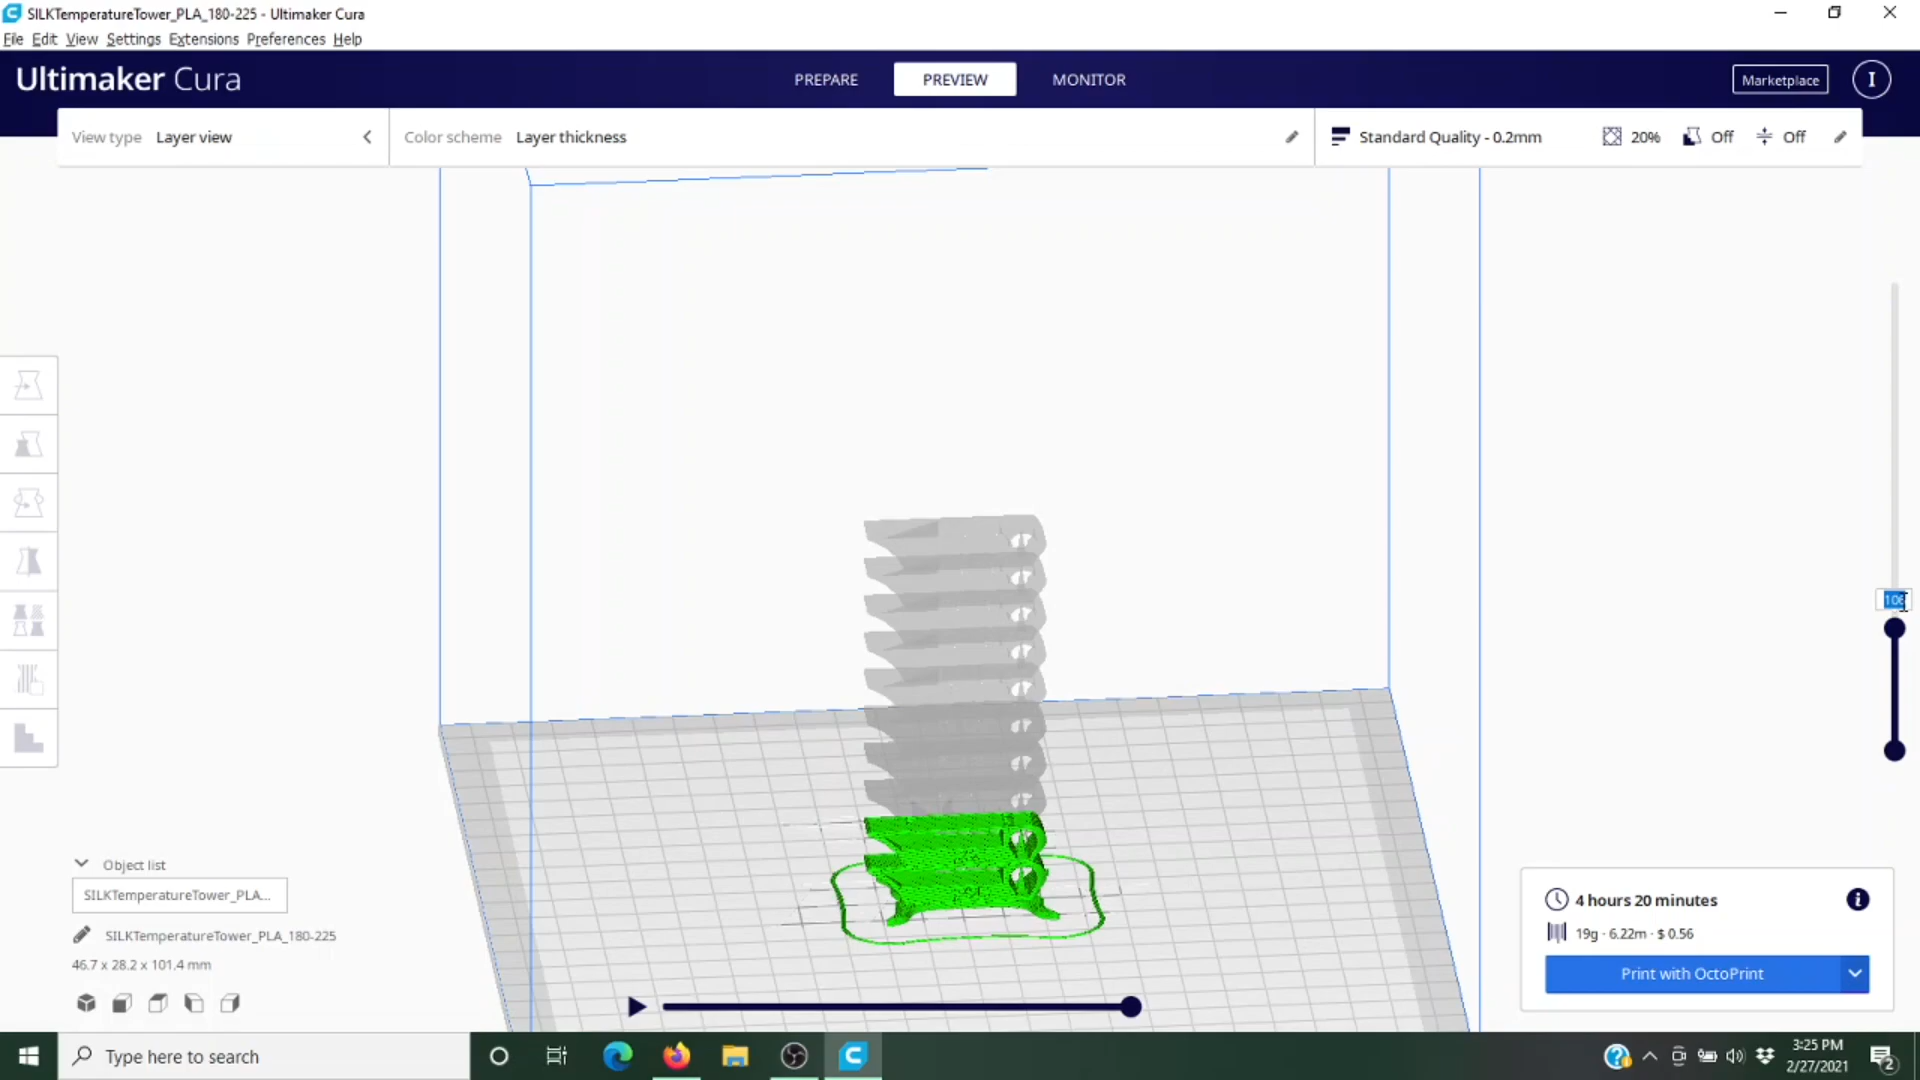 SILKTemperatureTower_PLA_180-225 - Ultimaker Cura
File Edit View Settings Extensions Preferences Help
Ultimaker Cura
PREPARE
PREVIEW
MONITOR
Marketplace
I
View type Layer view
Color scheme Layer thickness
Standard Quality - 0.2mm
20%
Off
Off
106
Object list
SILKTemperatureTower_PLA...
SILKTemperatureTower_PLA_180-225
46.7 x 28.2 x 101.4 mm
4 hours 20 minutes
19g · 6.22m · $ 0.56
Print with OctoPrint
Type here to search
3:25 PM
2/27/2021
2